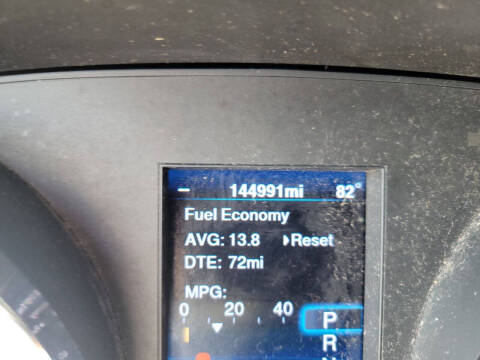 144991mi 82°
Fuel Economy
AVG: 13.8 Reset
DTE: 72mi
MPG:
0 20 40
P
R